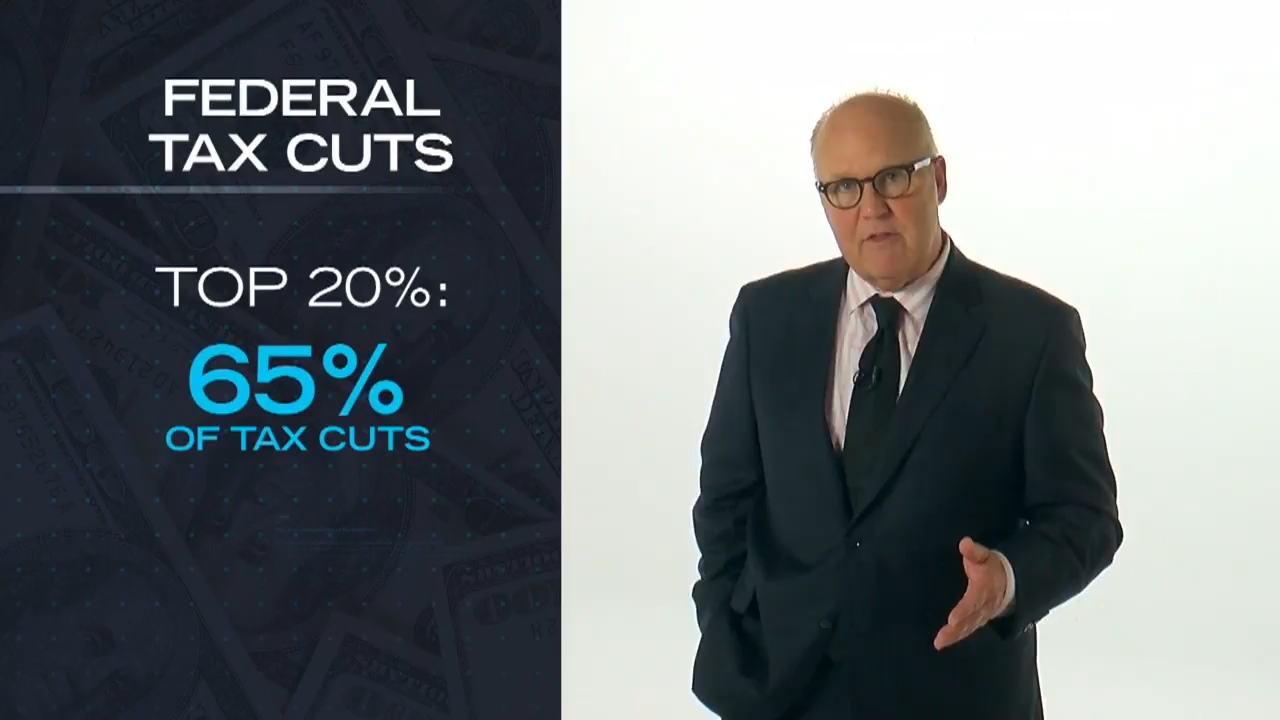 FEDERAL
TAX CUTS
TOP 20%:
65%
OF TAX CUTS